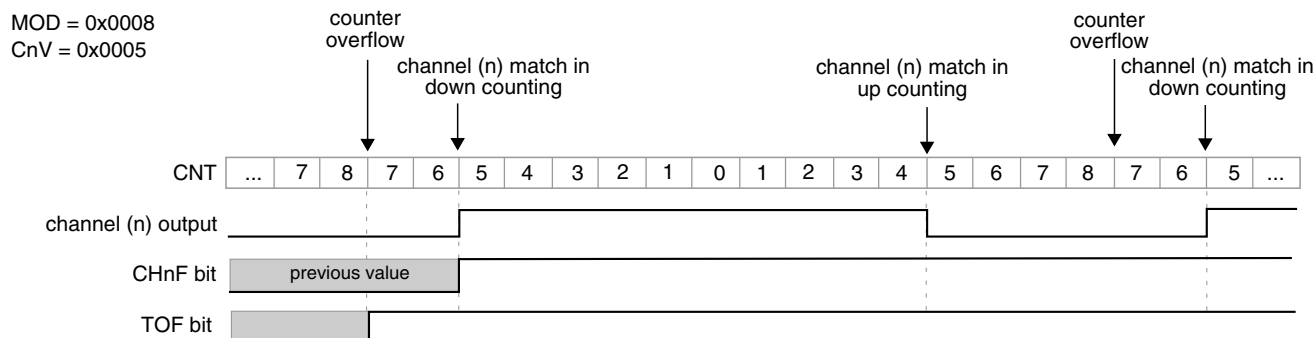 MOD = 0x0008
CnV = 0x0005
counter
overflow
channel (n) match in
down counting
channel (n) match in
up counting
counter
overflow
channel (n) match in
down counting
CNT ... 7 8 7 6 5 4 3 2 1 0 1 2 3 4 5 6 7 8 7 6 5 ...
channel (n) output
CHnF bit previous value
TOF bit